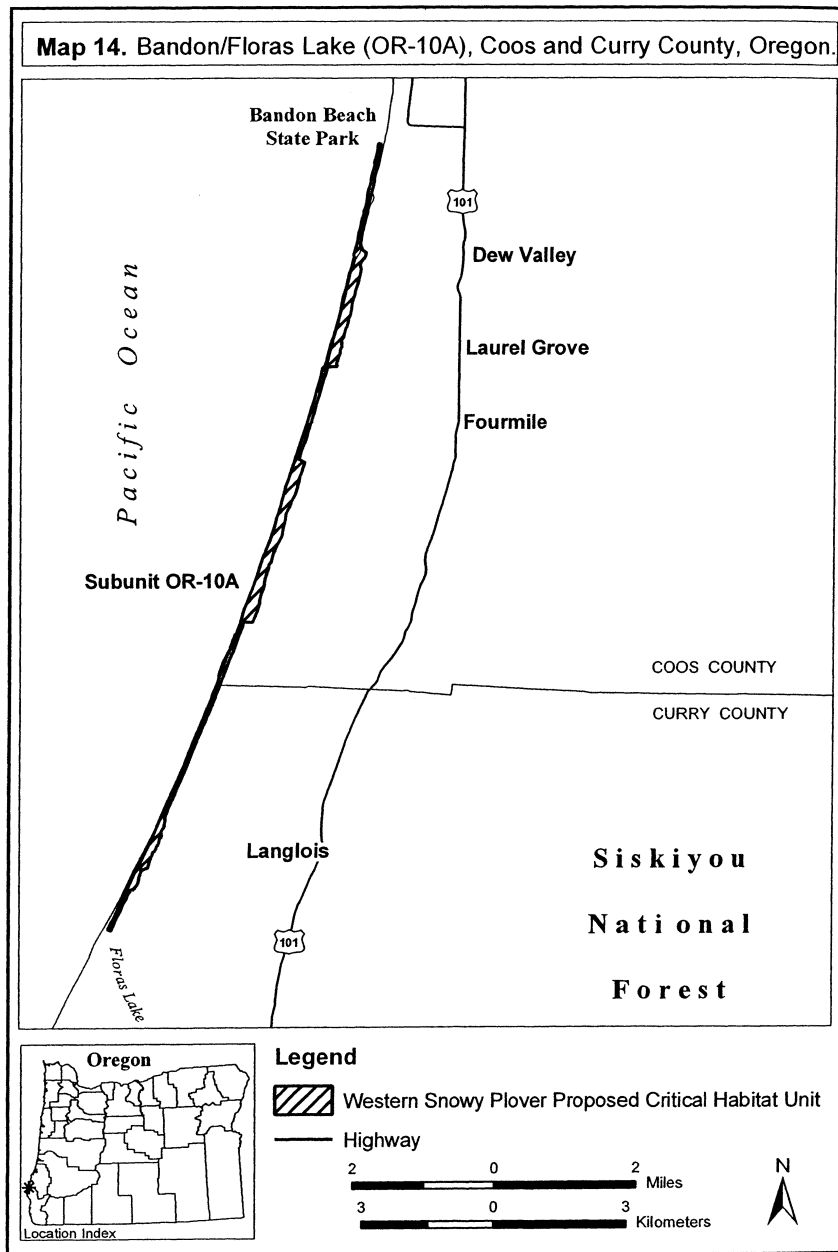 Map 14. Bandon/Floras Lake (OR-10A), Coos and Curry County, Oregon.
Bandon Beach
State Park
101
Dew Valley
Laurel Grove
Fourmile
Pacific Ocean
Subunit OR-10A
COOS COUNTY
CURRY COUNTY
Langlois
Siskiyou
National
Forest
101
Floras Lake
Oregon
Location Index
Legend
Western Snowy Plover Proposed Critical Habitat Unit
Highway
2 0 2 Miles
3 0 3 Kilometers
N